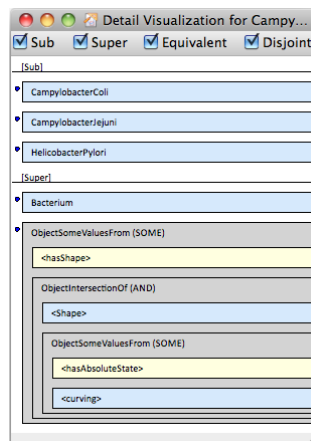 Detail Visualization for Campy...
Sub Super Equivalent Disjoint
[Sub]
CampylobacterColi
CampylobacterJejuni
HelicobacterPylori
[Super]
Bacterium
ObjectSomeValuesFrom (SOME)
<hasShape>
ObjectIntersectionOf (AND)
<Shape>
ObjectSomeValuesFrom (SOME)
<hasAbsoluteState>
<curving>